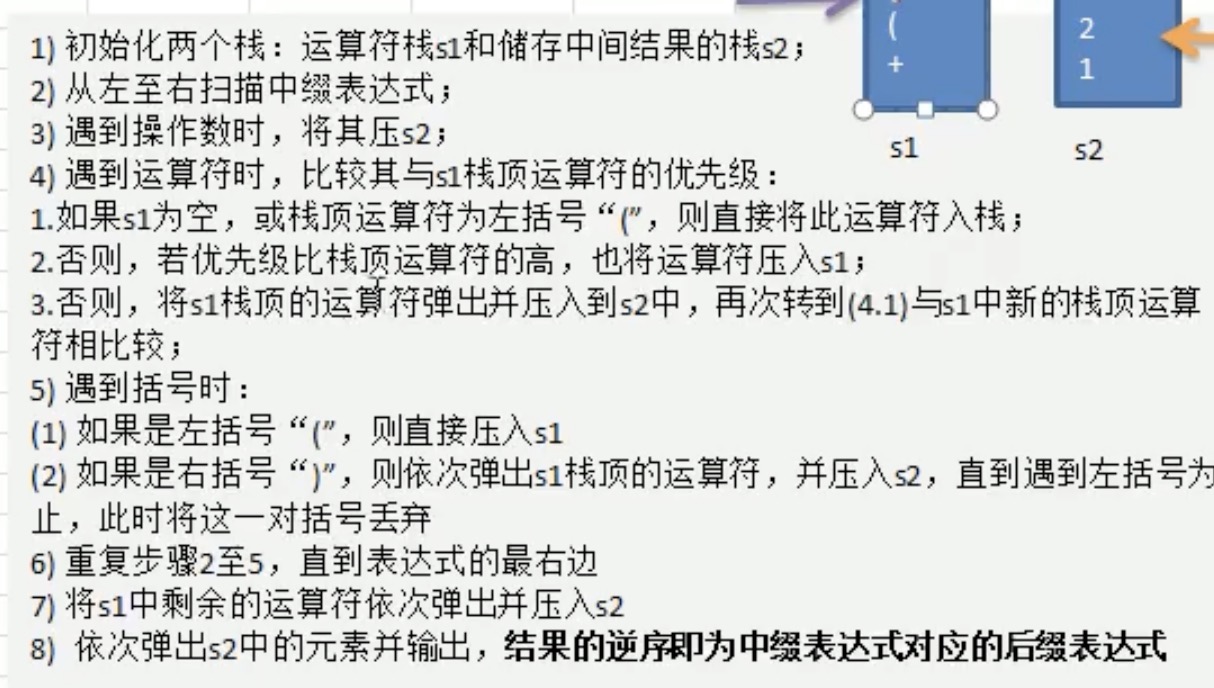 (
+
2
1
s1
s2
1) 初始化两个栈：运算符栈s1和储存中间结果的栈s2；
2) 从左至右扫描中缀表达式；
3) 遇到操作数时，将其压s2；
4) 遇到运算符时，比较其与s1栈顶运算符的优先级：
1.如果s1为空，或栈顶运算符为左括号“(”，则直接将此运算符入栈；
2.否则，若优先级比栈顶运算符的高，也将运算符压入s1；
3.否则，将s1栈顶的运算符弹出并压入到s2中，再次转到(4.1)与s1中新的栈顶运算
符相比较；
5) 遇到括号时：
(1) 如果是左括号“(”，则直接压入s1
(2) 如果是右括号“)”，则依次弹出s1栈顶的运算符，并压入s2，直到遇到左括号为
止，此时将这一对括号丢弃
6) 重复步骤2至5，直到表达式的最右边
7) 将s1中剩余的运算符依次弹出并压入s2
8) 依次弹出s2中的元素并输出，结果的逆序即为中缀表达式对应的后缀表达式